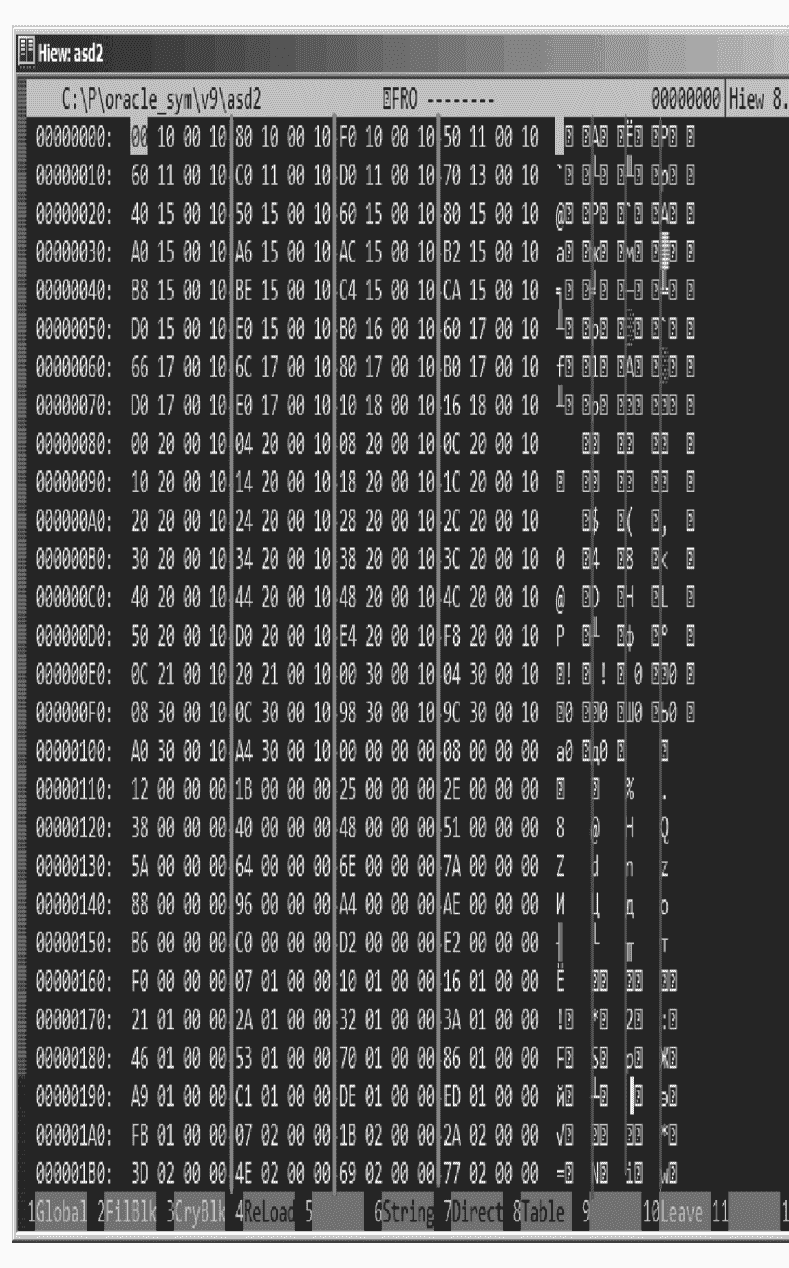 Hiew: asd2
C:\P\oracle_sym\v9\asd2 FRO -------- 00000000 Hiew 8.
00000000: 00 10 00 10 80 10 00 10 F0 10 00 10 50 11 00 10
00000010: 60 11 00 10 C0 11 00 10 D0 11 00 10 70 13 00 10
00000020: 40 15 00 10 50 15 00 10 60 15 00 10 80 15 00 10
00000030: A0 15 00 10 A6 15 00 10 AC 15 00 10 B2 15 00 10
00000040: B8 15 00 10 BE 15 00 10 C4 15 00 10 CA 15 00 10
00000050: D0 15 00 10 E0 15 00 10 B0 16 00 10 60 17 00 10
00000060: 66 17 00 10 6C 17 00 10 80 17 00 10 B0 17 00 10
00000070: D0 17 00 10 E0 17 00 10 10 18 00 10 16 18 00 10
00000080: 00 20 00 10 04 20 00 10 08 20 00 10 0C 20 00 10
00000090: 10 20 00 10 14 20 00 10 18 20 00 10 1C 20 00 10
000000A0: 20 20 00 10 24 20 00 10 28 20 00 10 2C 20 00 10 $ ( ,
000000B0: 30 20 00 10 34 20 00 10 38 20 00 10 3C 20 00 10 0 4 8 <
000000C0: 40 20 00 10 44 20 00 10 48 20 00 10 4C 20 00 10 @ D H L
000000D0: 50 20 00 10 D0 20 00 10 E4 20 00 10 F8 20 00 10 P ╨ ф °
000000E0: 0C 21 00 10 20 21 00 10 00 30 00 10 04 30 00 10 ! ! 0 0
000000F0: 08 30 00 10 0C 30 00 10 98 30 00 10 9C 30 00 10 0 0 Ш0 Ь0
00000100: A0 30 00 10 A4 30 00 10 00 00 00 00 08 00 00 00 а0 д0
00000110: 12 00 00 00 1B 00 00 00 25 00 00 00 2E 00 00 00 % .
00000120: 38 00 00 00 40 00 00 00 48 00 00 00 51 00 00 00 8 @ H Q
00000130: 5A 00 00 00 64 00 00 00 6E 00 00 00 7A 00 00 00 Z d n z
00000140: 88 00 00 00 96 00 00 00 A4 00 00 00 AE 00 00 00 И Ц д о
00000150: B6 00 00 00 C0 00 00 00 D2 00 00 00 E2 00 00 00 ╢ └ ╥ т
00000160: F0 00 00 00 07 01 00 00 10 01 00 00 16 01 00 00 Ё
00000170: 21 01 00 00 2A 01 00 00 32 01 00 00 3A 01 00 00 ! * 2 :
00000180: 46 01 00 00 53 01 00 00 70 01 00 00 86 01 00 00 F S p Ж
00000190: A9 01 00 00 C1 01 00 00 DE 01 00 00 ED 01 00 00 й ┴ ▐ э
000001A0: FB 01 00 00 07 02 00 00 1B 02 00 00 2A 02 00 00 √ *
000001B0: 3D 02 00 00 4E 02 00 00 69 02 00 00 77 02 00 00 = N i w
1Global 2FilBlk 3CryBlk 4ReLoad 5 6String 7Direct 8Table 9 10Leave 11 1